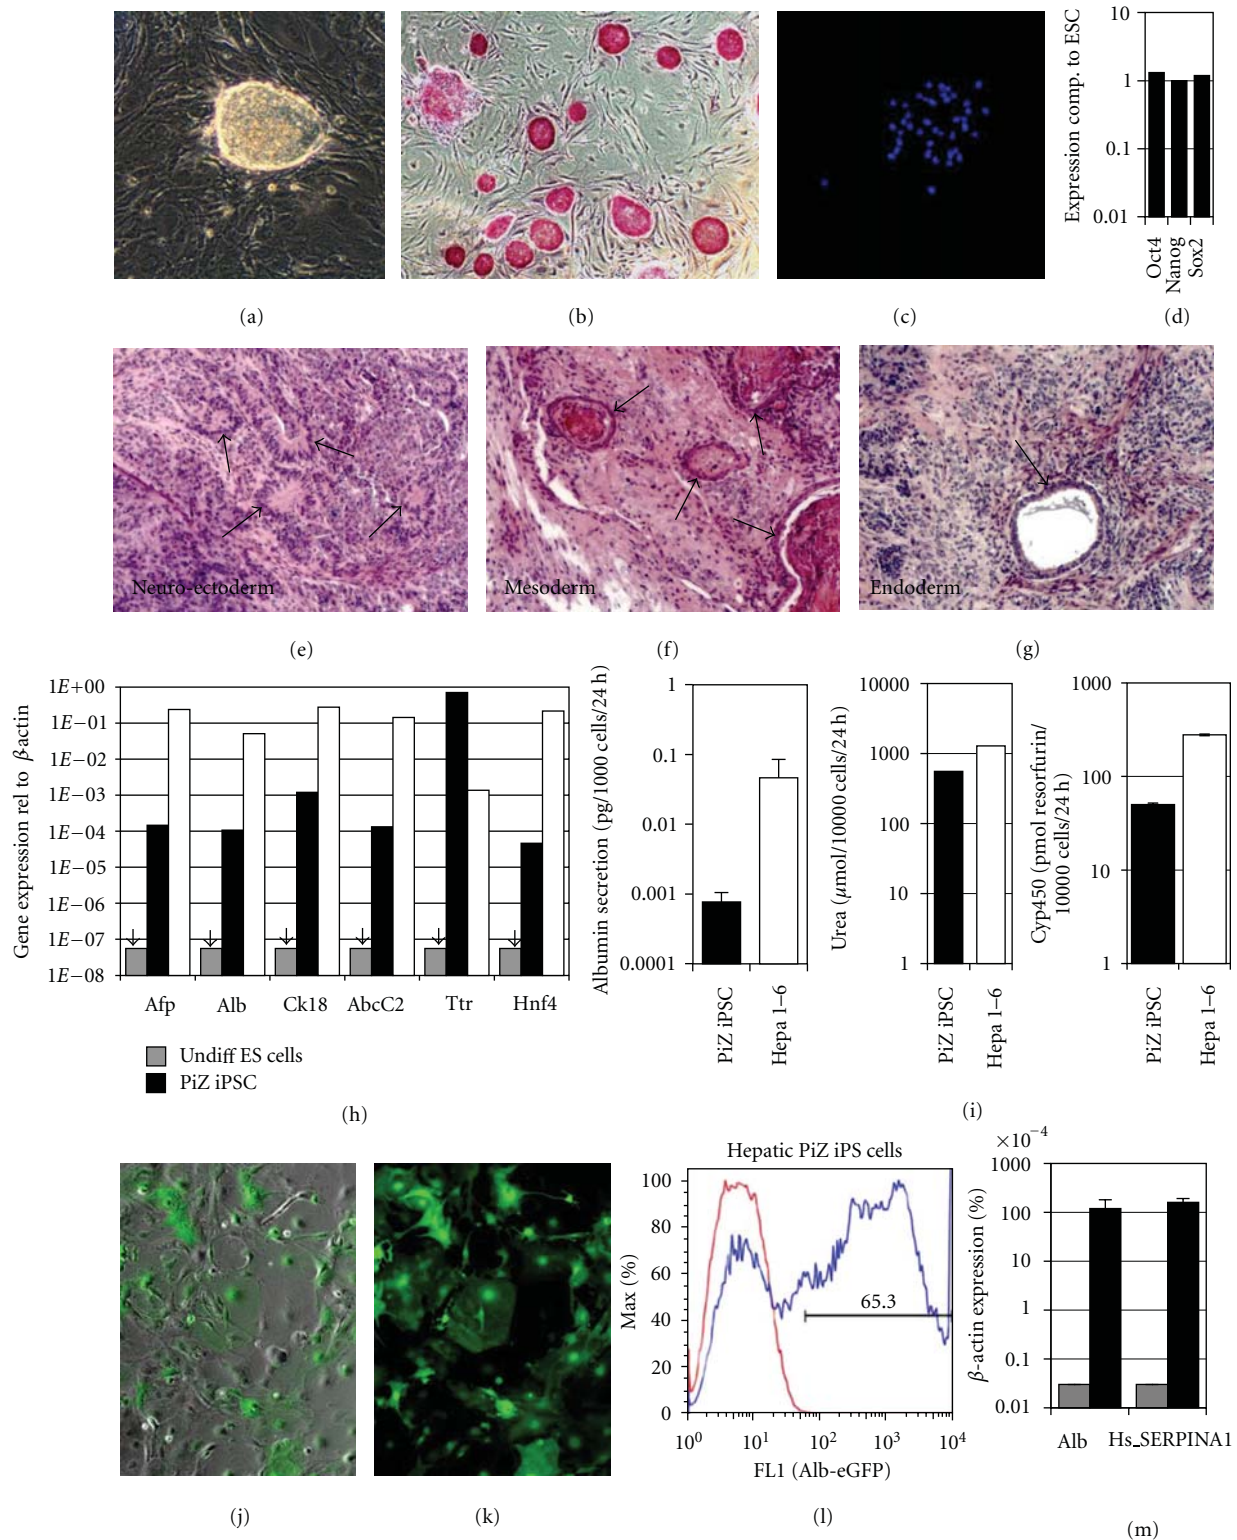 10
1
0.1
0.01
Expression comp. to ESC
Oct4
Nanog
Sox2
(a)
(b)
(c)
(d)
Neuro-ectoderm
Mesoderm
Endoderm
(e)
(f)
(g)
Gene expression rel to β-actin
1E+00
1E−01
1E−02
1E−03
1E−04
1E−05
1E−06
1E−07
1E−08
Afp
Alb
Ck18
AbcC2
Ttr
Hnf4
Undiff ES cells
PiZ iPSC
(h)
Albumin secretion (pg/1000 cells/24 h)
1
0.1
0.01
0.001
0.0001
PiZ iPSC
Hepa 1–6
Urea (μmol/10000 cells/24 h)
10000
1000
100
10
1
PiZ iPSC
Hepa 1–6
Cyp450 (pmol resorfurin/
10000 cells/24 h)
1000
100
10
1
PiZ iPSC
Hepa 1–6
(i)
(j)
(k)
Hepatic PiZ iPS cells
Max (%)
100
80
60
40
20
0
65.3
10⁰
10¹
10²
10³
10⁴
FL1 (Alb-eGFP)
(l)
×10⁻⁴
β-actin expression (%)
1000
100
10
1
0.1
0.01
Alb
Hs_SERPINA1
(m)